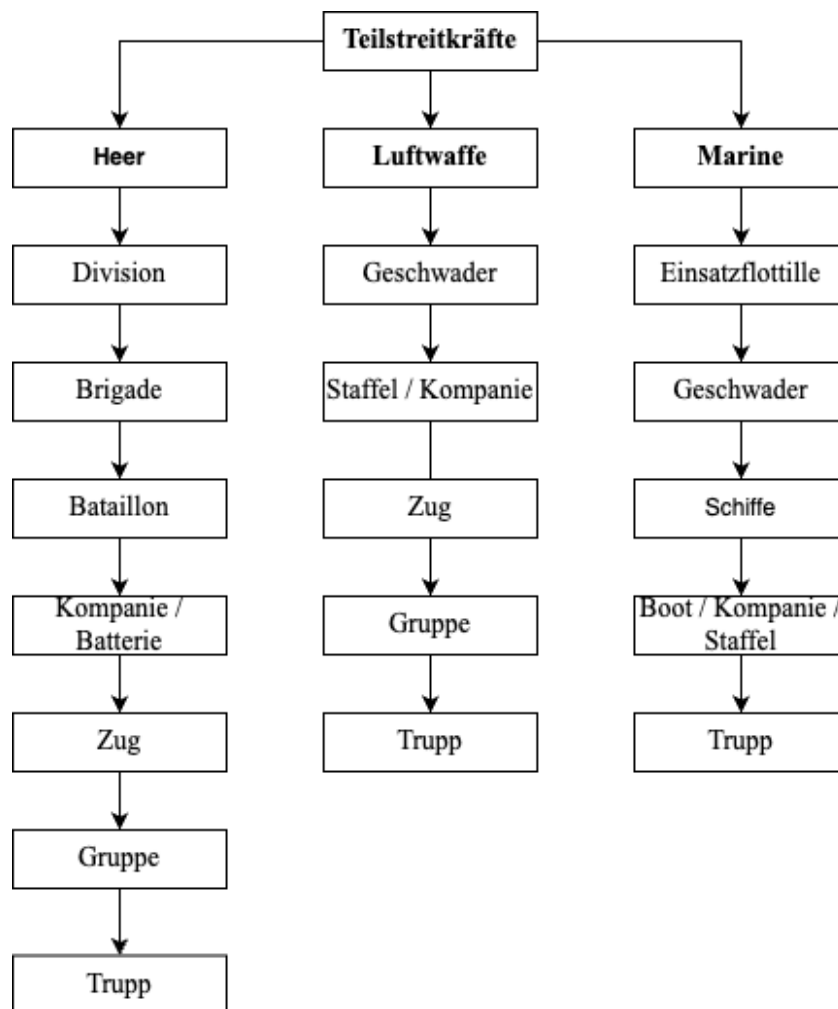 Teilstreitkräfte
Heer
Luftwaffe
Marine
Division
Geschwader
Einsatzflottille
Brigade
Staffel / Kompanie
Geschwader
Bataillon
Zug
Schiffe
Kompanie /
Batterie
Gruppe
Boot / Kompanie /
Staffel
Zug
Trupp
Trupp
Gruppe
Trupp